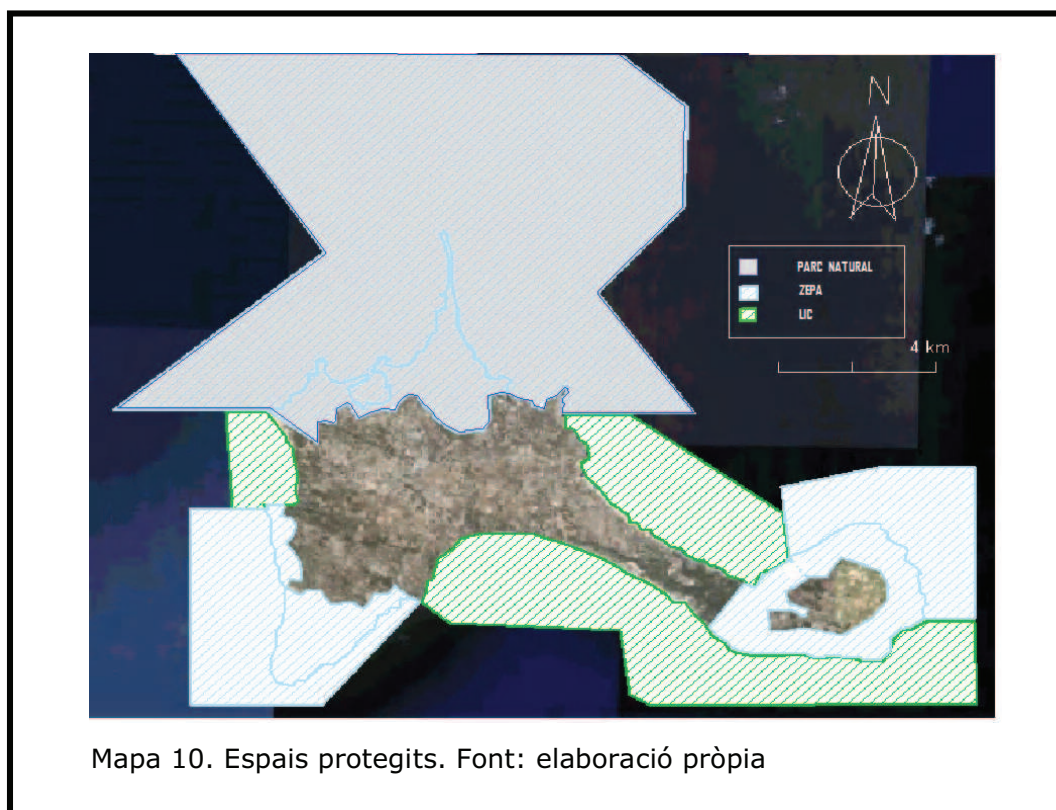 N
PARC NATURAL
ZEPA
LIC
4 km
Mapa 10. Espais protegits. Font: elaboració pròpia